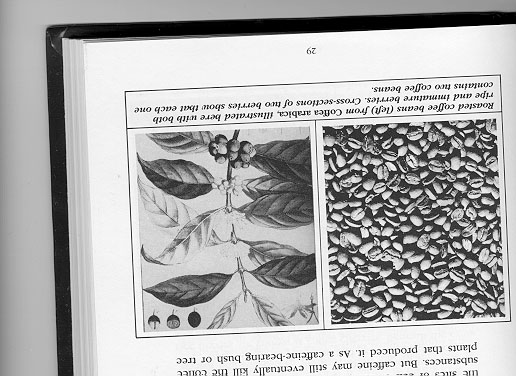 the sites of
substances. But caffeine may still eventually kill the coffee
plants that produced it. As a caffeine-bearing bush or tree
Roasted coffee beans (left) from Coffea arabica, illustrated here with both
ripe and immature berries. Cross-sections of two berries show that each one
contains two coffee beans.
29